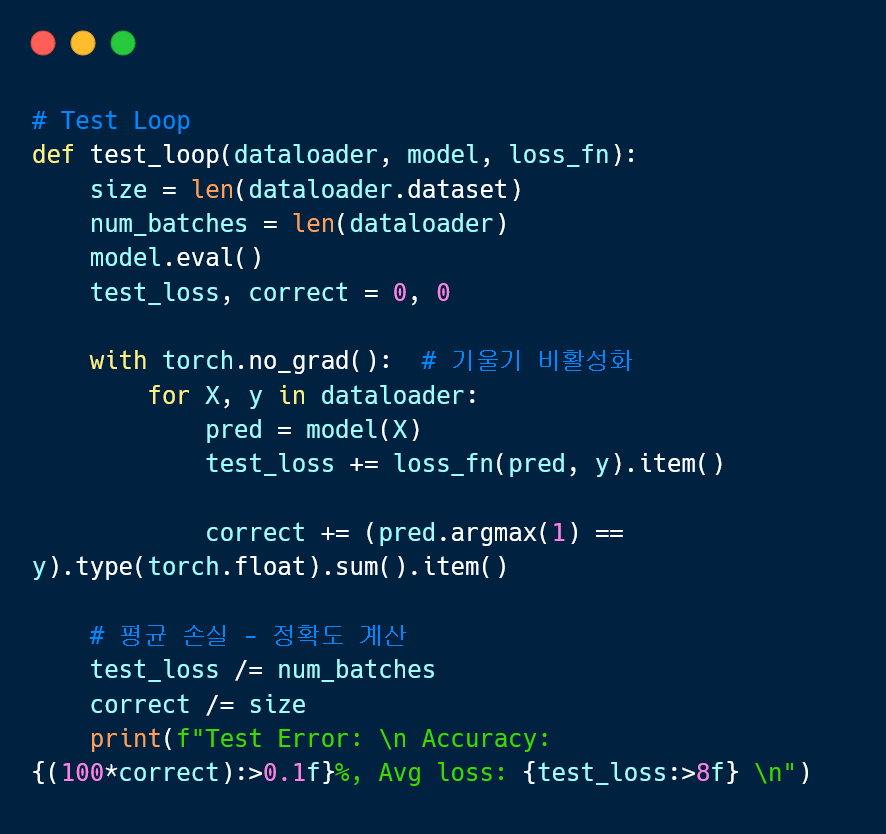 # Test Loop
def test_loop(dataloader, model, loss_fn):
    size = len(dataloader.dataset)
    num_batches = len(dataloader)
    model.eval()
    test_loss, correct = 0, 0

    with torch.no_grad():  # 기울기 비활성화
        for X, y in dataloader:
            pred = model(X)
            test_loss += loss_fn(pred, y).item()

            correct += (pred.argmax(1) ==
y).type(torch.float).sum().item()

    # 평균 손실 - 정확도 계산
    test_loss /= num_batches
    correct /= size
    print(f"Test Error: \n Accuracy:
{(100*correct):>0.1f}%, Avg loss: {test_loss:>8f} \n")